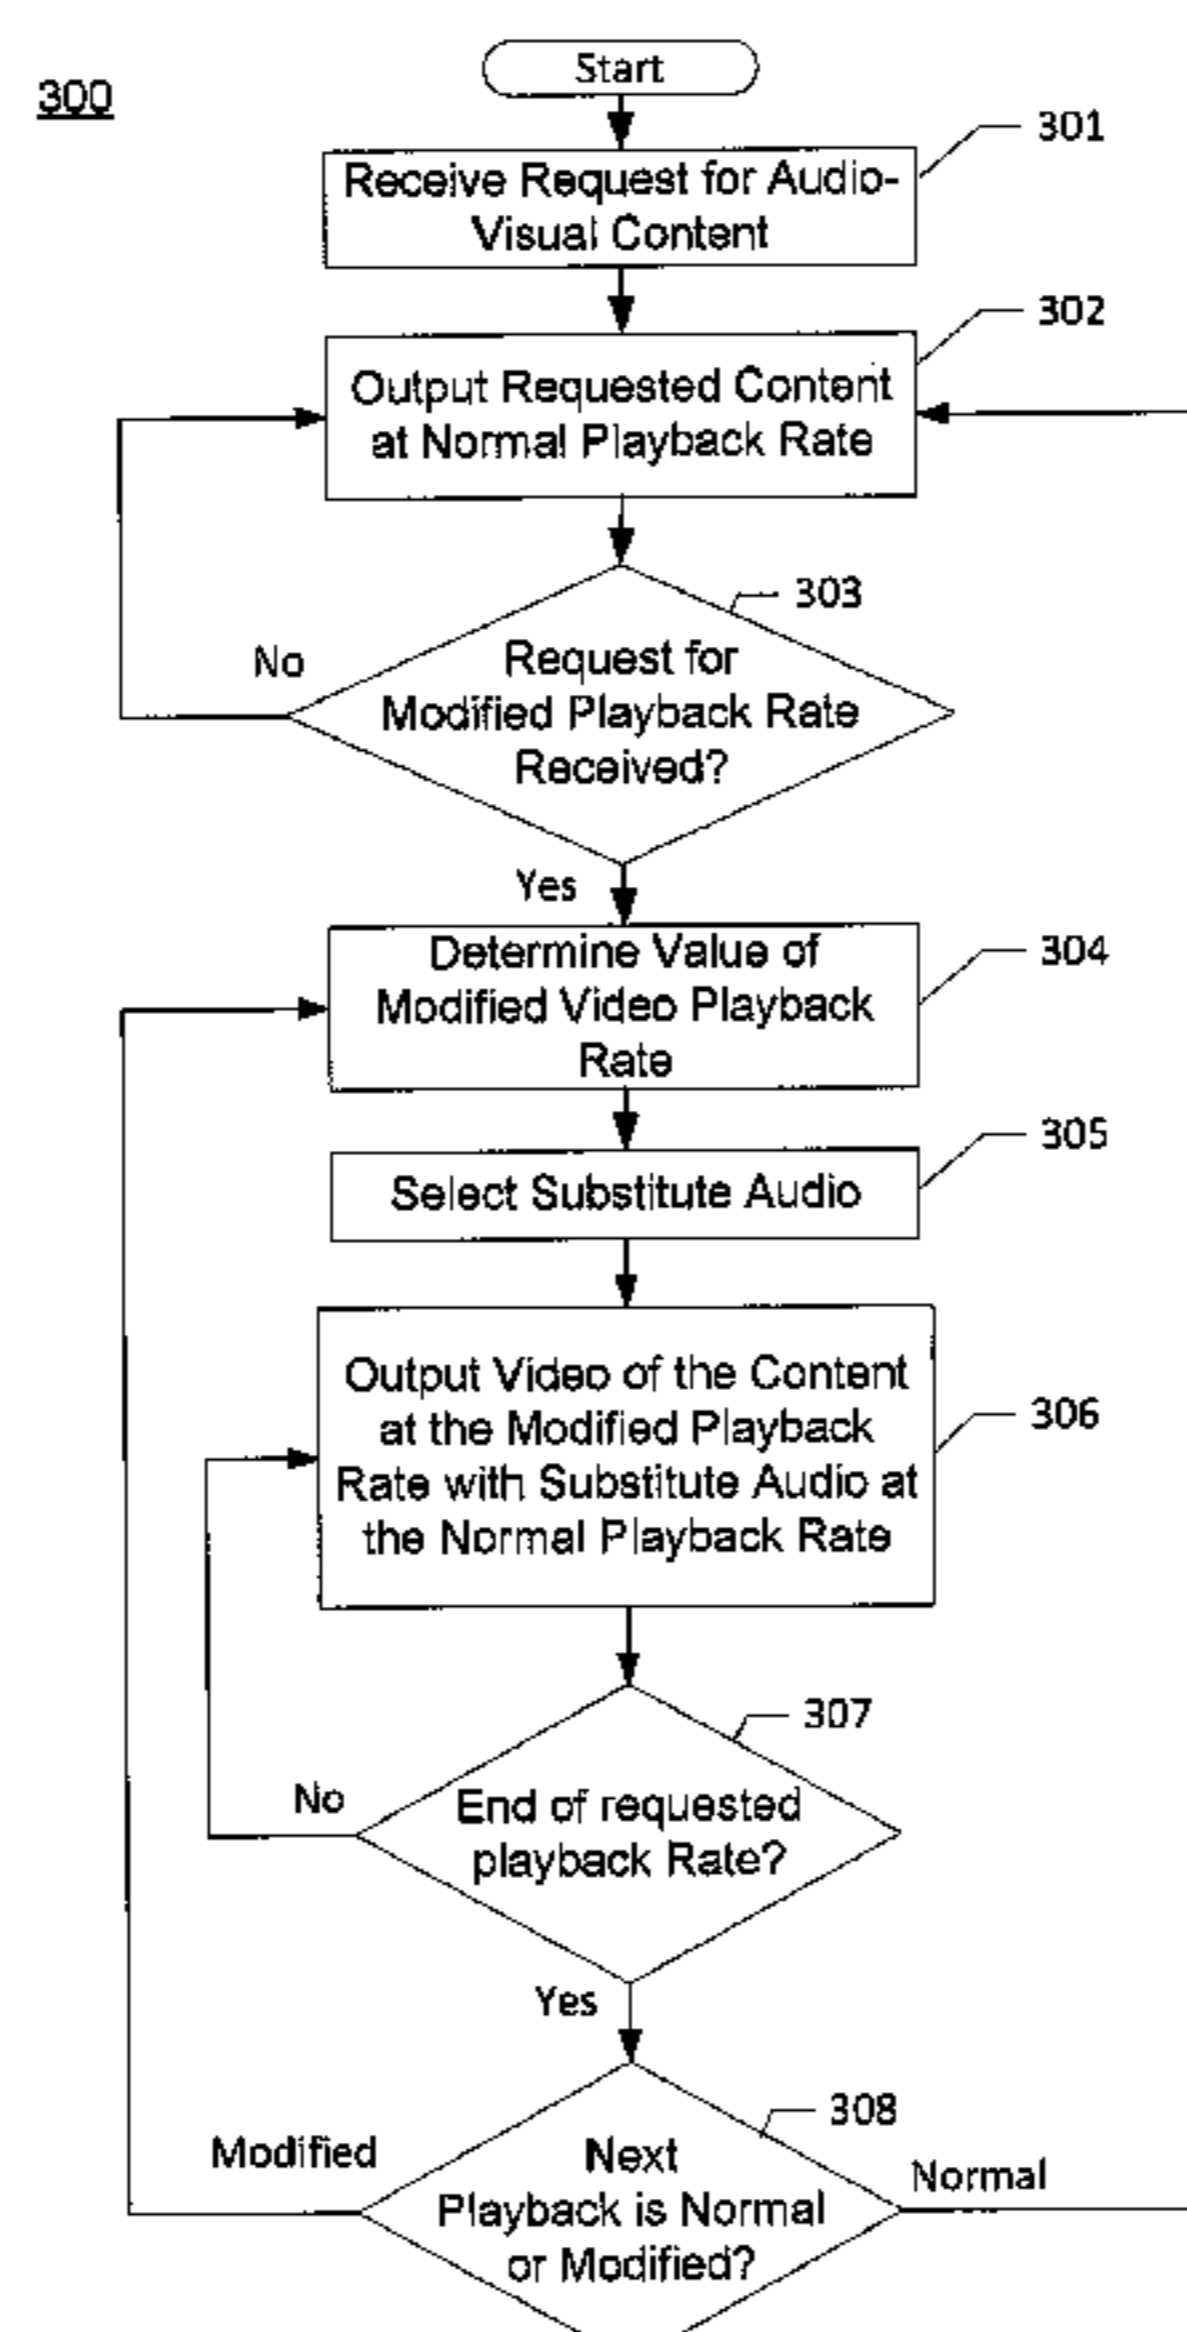 Start
300
301
Receive Request for Audio-
Visual Content
302
Output Requested Content
at Normal Playback Rate
303
Request for
Modified Playback Rate
Received?
No
Yes
304
Determine Value of
Modified Video Playback
Rate
305
Select Substitute Audio
306
Output Video of the Content
at the Modified Playback
Rate with Substitute Audio at
the Normal Playback Rate
307
End of requested
playback Rate?
No
Yes
308
Next
Playback is Normal
or Modified?
Modified
Normal